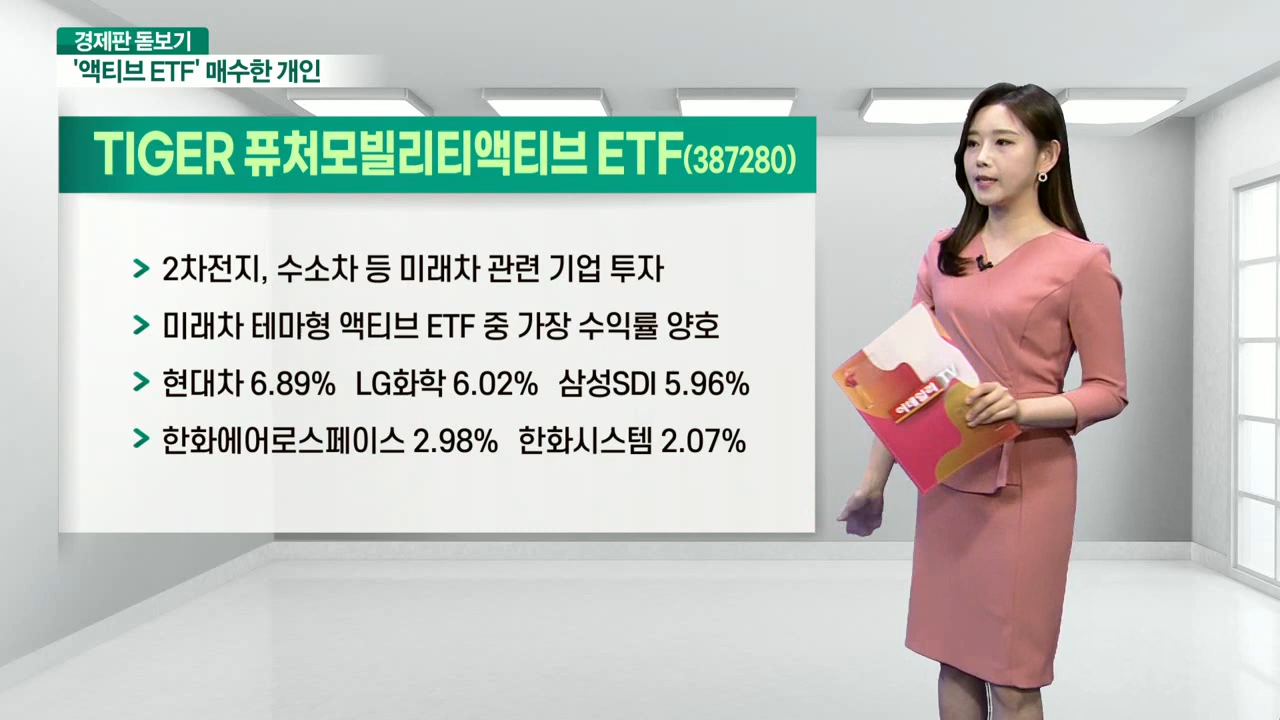 경제판 돋보기
'액티브 ETF' 매수한 개인
TIGER 퓨처모빌리티액티브 ETF(387280)
> 2차전지, 수소차 등 미래차 관련 기업 투자
> 미래차 테마형 액티브 ETF 중 가장 수익률 양호
> 현대차 6.89% LG화학 6.02% 삼성SDI 5.96%
> 한화에어로스페이스 2.98% 한화시스템 2.07%
이데일리 TV